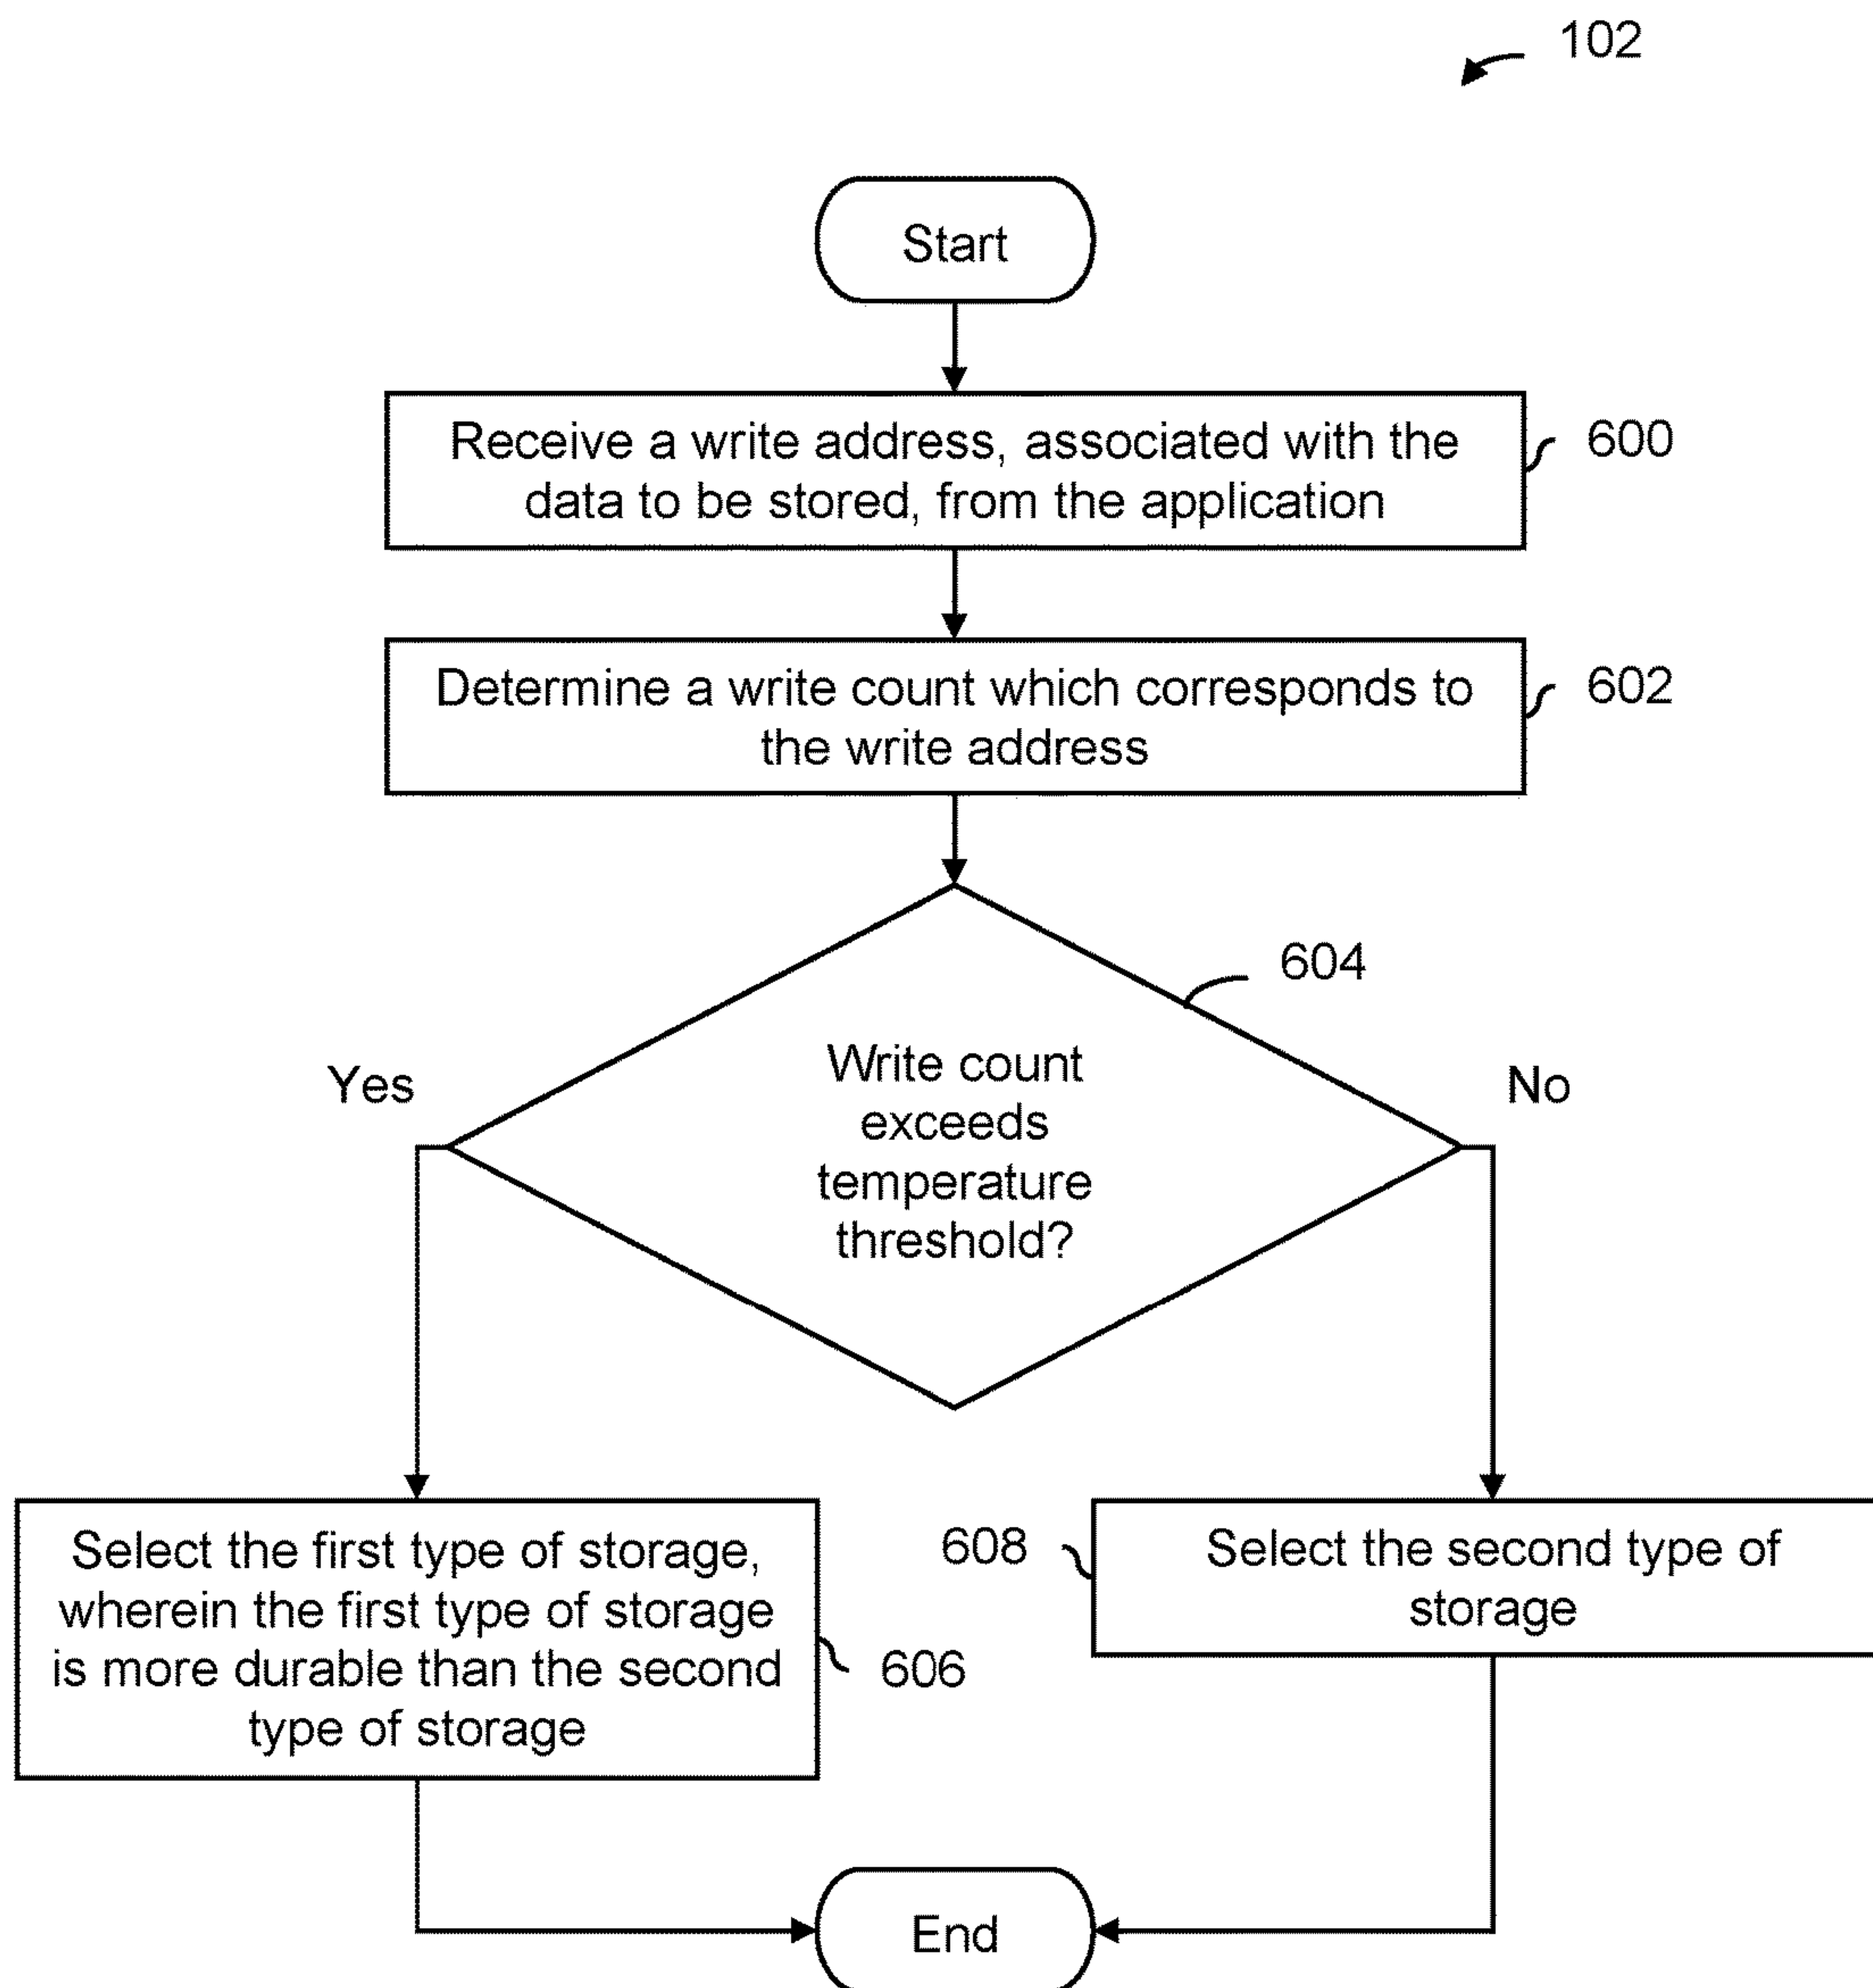 102
Start
Receive a write address, associated with the
data to be stored, from the application
600
Determine a write count which corresponds to
the write address
602
604
Write count
exceeds
temperature
threshold?
Yes
No
Select the first type of storage,
wherein the first type of storage
is more durable than the second
type of storage
606
608
Select the second type of
storage
End